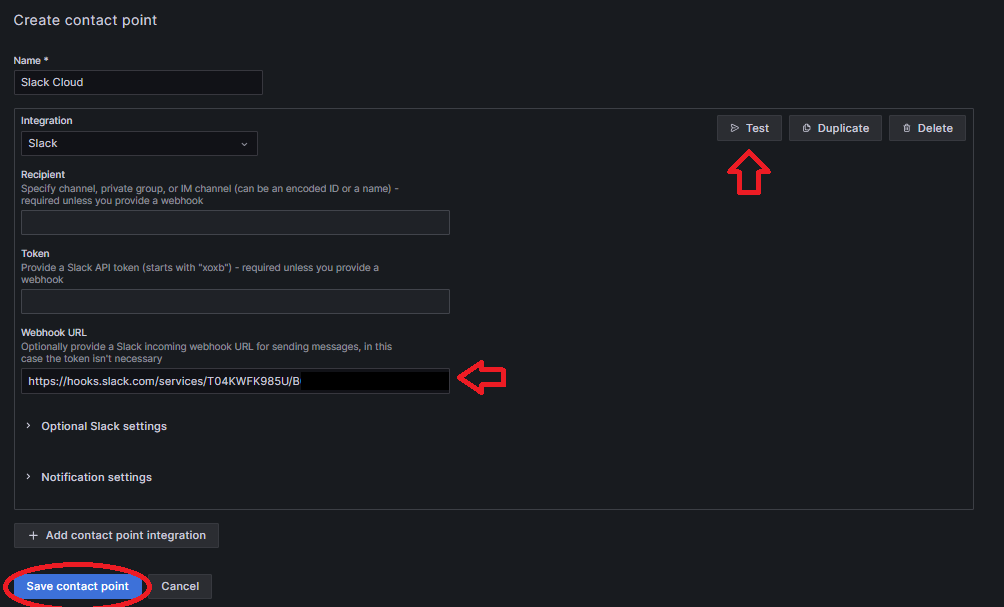 Create contact point
Name *
Slack Cloud
Integration
Test
Duplicate
Delete
Slack
Recipient
Specify channel, private group, or IM channel (can be an encoded ID or a name) -
required unless you provide a webhook
Token
Provide a Slack API token (starts with "xoxb") - required unless you provide a
webhook
Webhook URL
Optionally provide a Slack incoming webhook URL for sending messages, in this
case the token isn't necessary
https://hooks.slack.com/services/T04KWFK985U/B
Optional Slack settings
Notification settings
+ Add contact point integration
Save contact point
Cancel